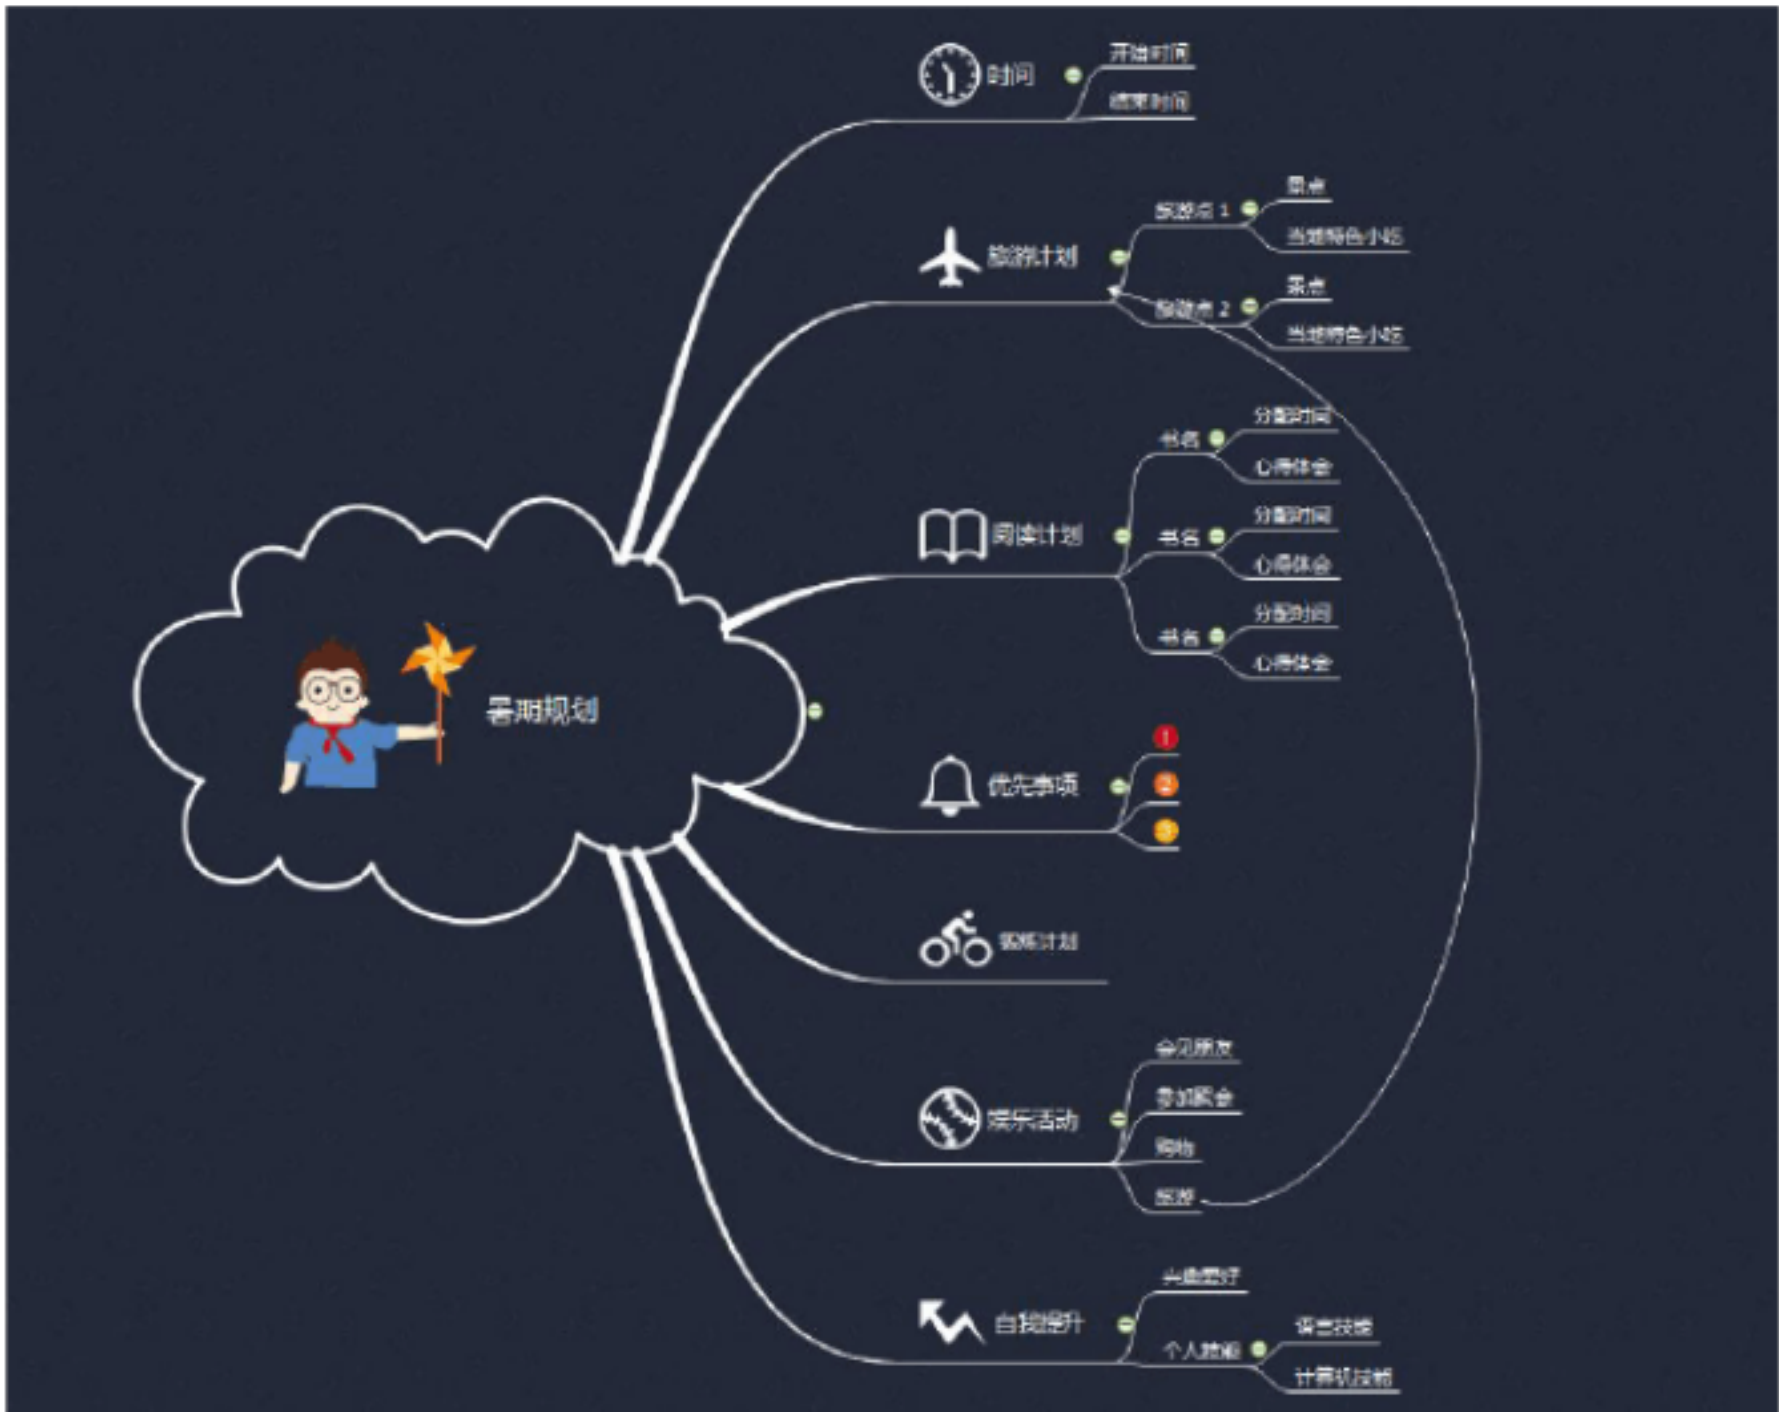 时间
开始时间
结束时间
旅游计划
旅游点 1
景点
当地特色小吃
旅游点 2
景点
当地特色小吃
阅读计划
书名
分配时间
心得体会
书名
分配时间
心得体会
书名
分配时间
心得体会
暑期规划
优先事项
1
2
3
锻炼计划
娱乐活动
会见朋友
参加聚会
购物
旅游
自我提升
兴趣爱好
个人技能
语言技能
计算机技能